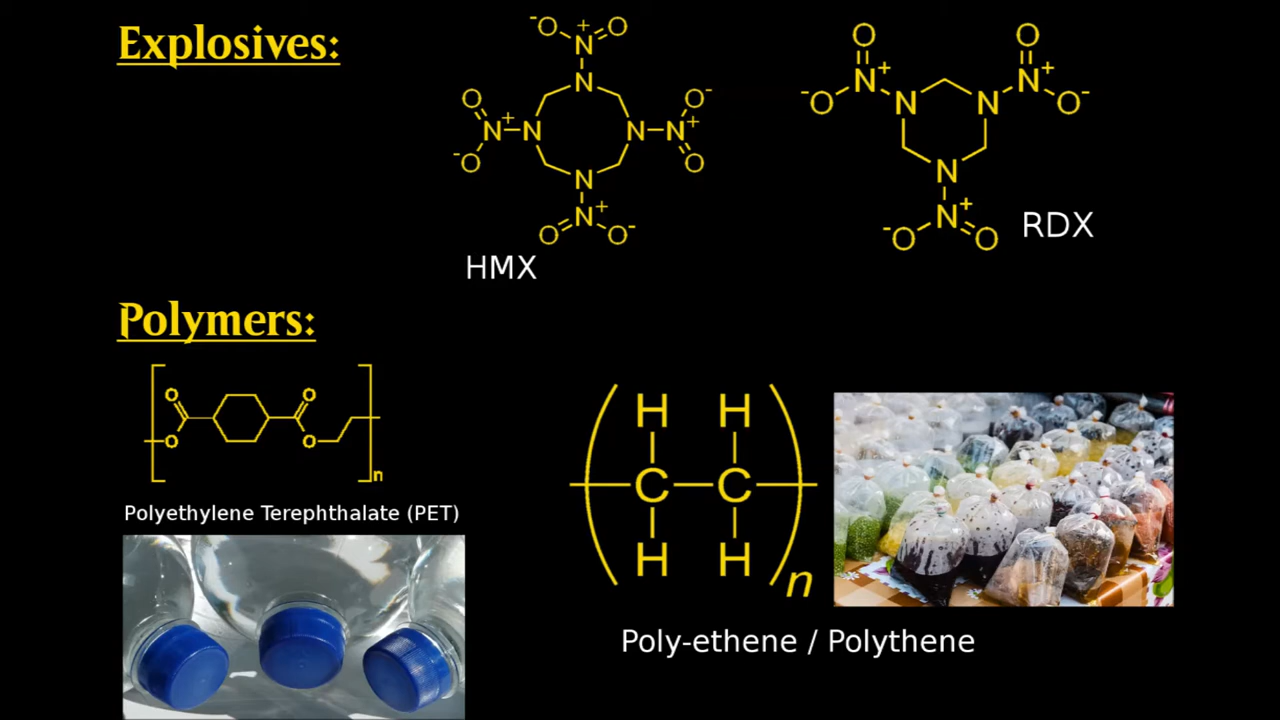 Explosives:
HMX
RDX
Polymers:
Polyethylene Terephthalate (PET)
Poly-ethene / Polythene
-O N+ O
N
O N+ N N N+ O-
-O O
N
N+
O O-
O O
N+ N+
-O N N O-
N
N+
-O O
O O
O O
n
H H
C C
H H
n